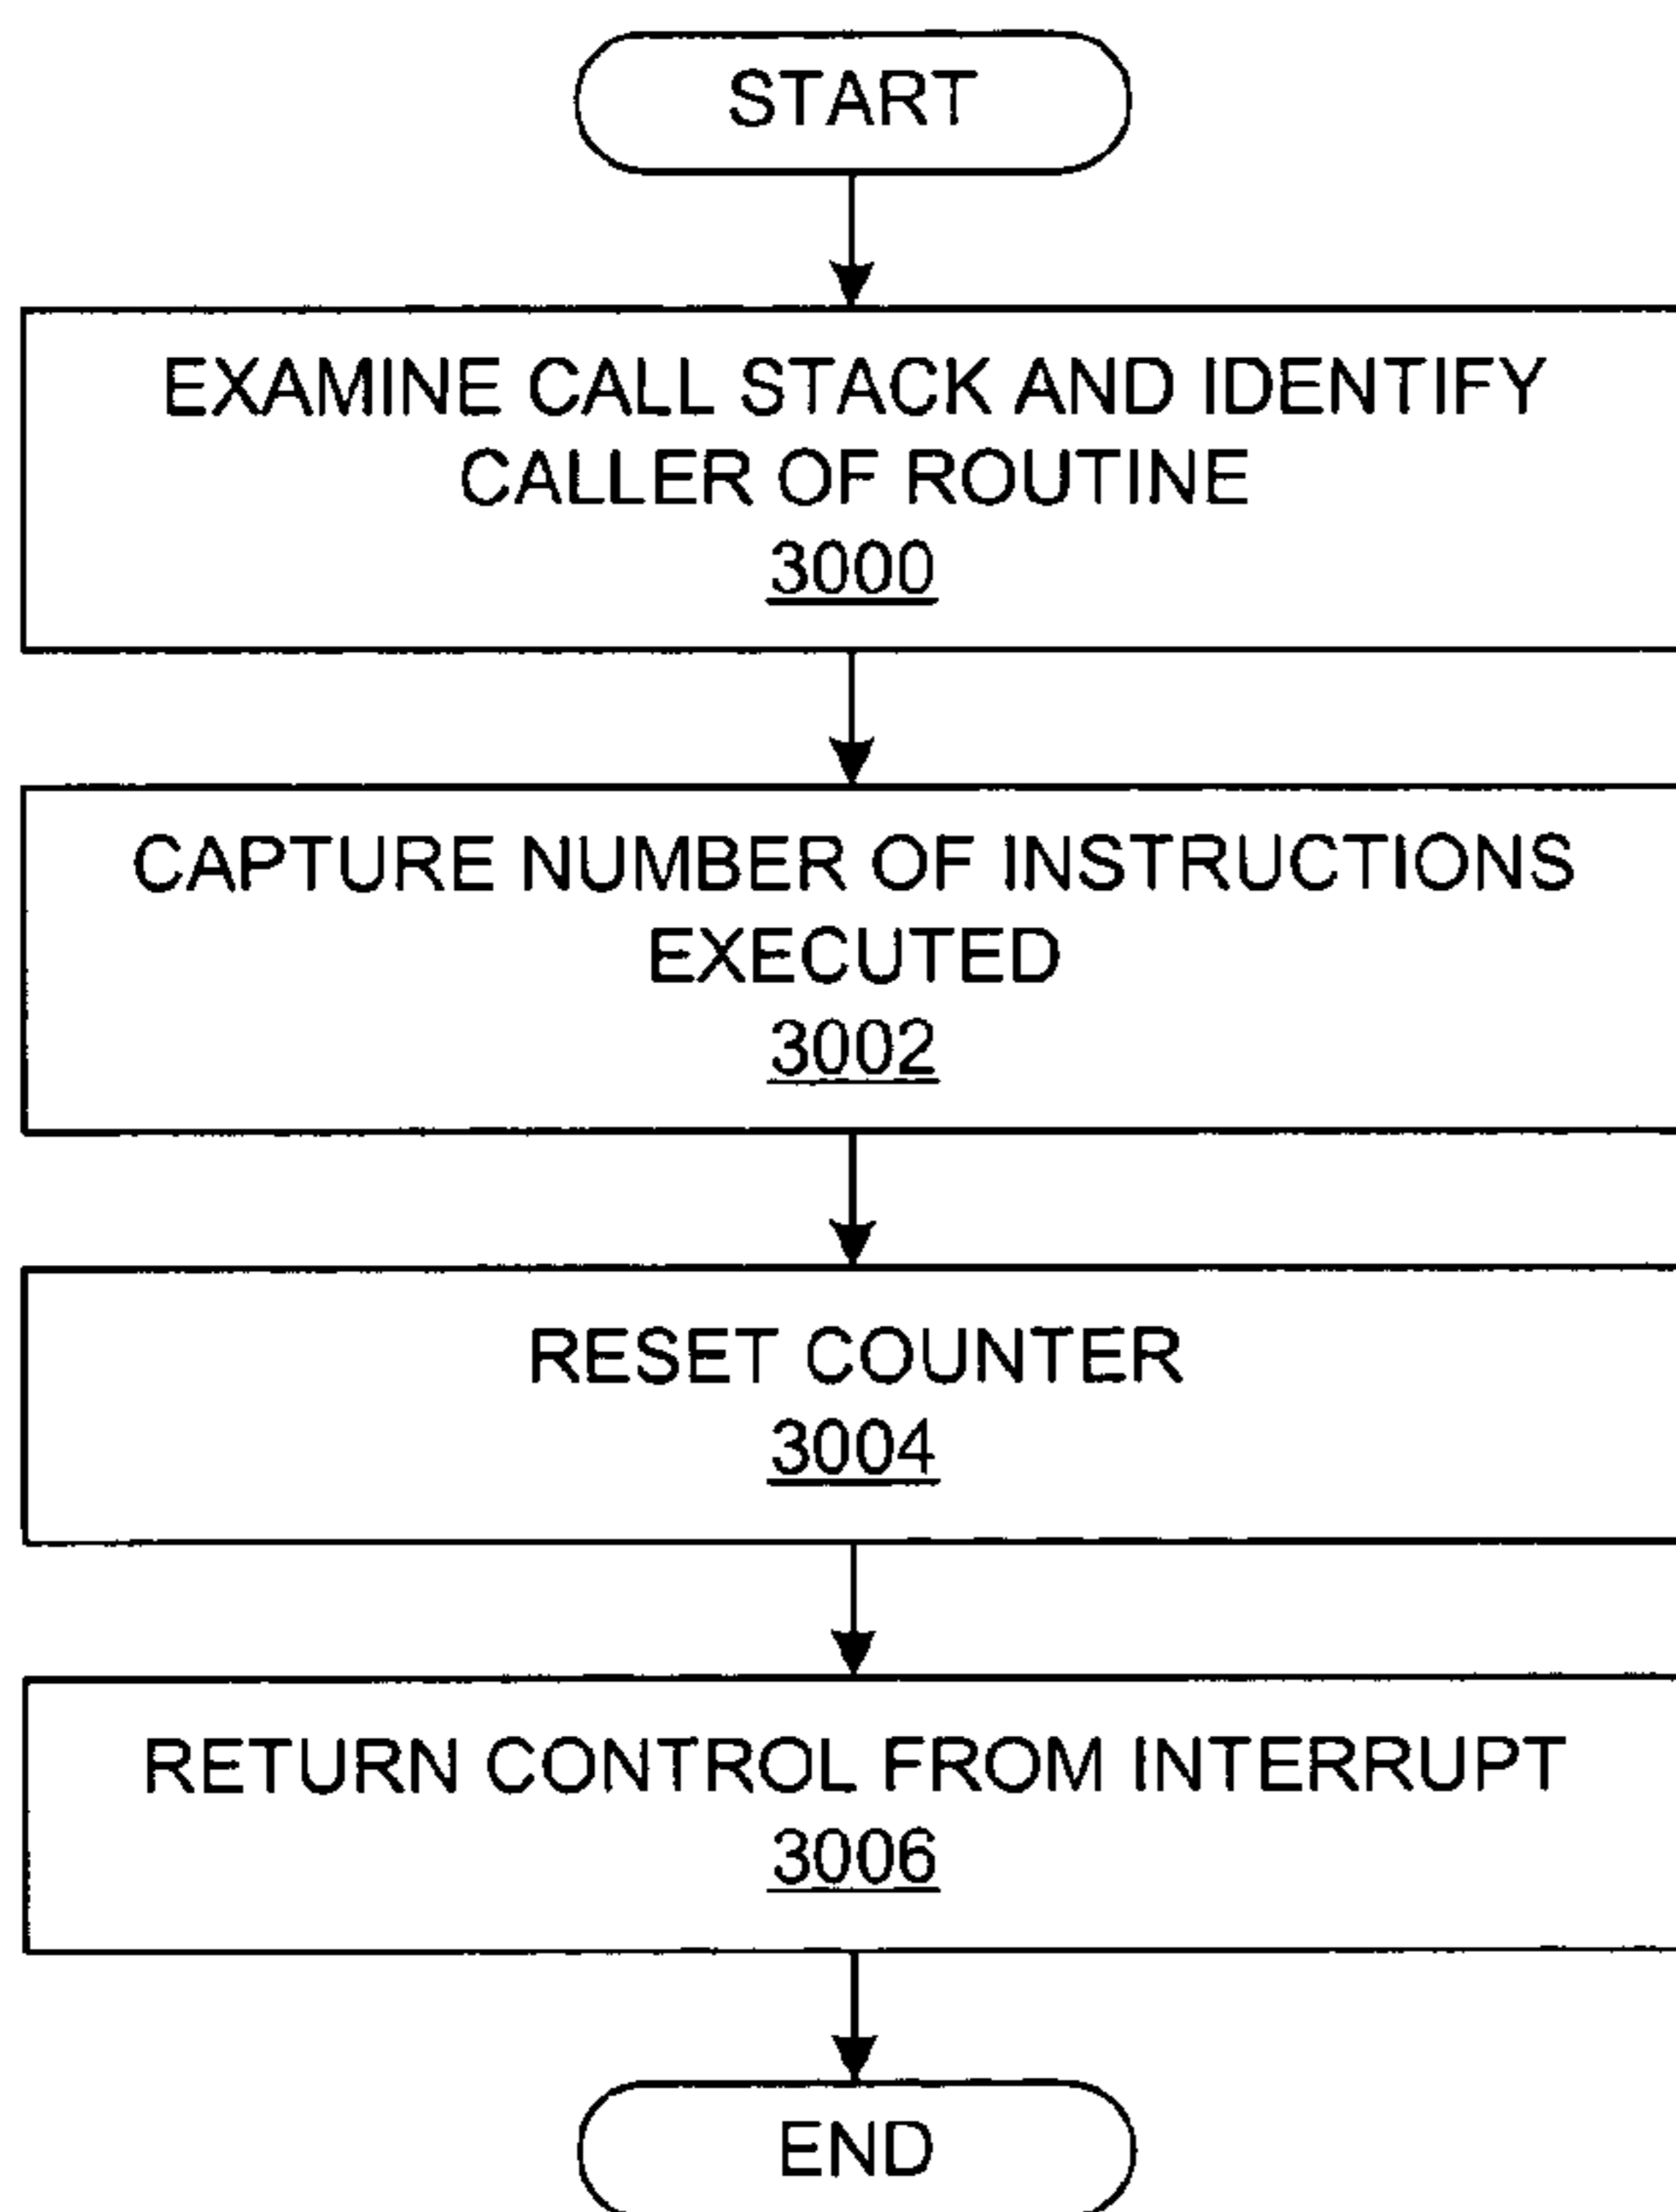 START
EXAMINE CALL STACK AND IDENTIFY
CALLER OF ROUTINE
3000
CAPTURE NUMBER OF INSTRUCTIONS
EXECUTED
3002
RESET COUNTER
3004
RETURN CONTROL FROM INTERRUPT
3006
END